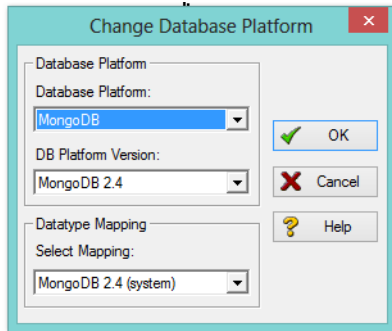 Change Database Platform
Database Platform
Database Platform:
MongoDB
DB Platform Version:
MongoDB 2.4
Datatype Mapping
Select Mapping:
MongoDB 2.4 (system)
OK
Cancel
Help